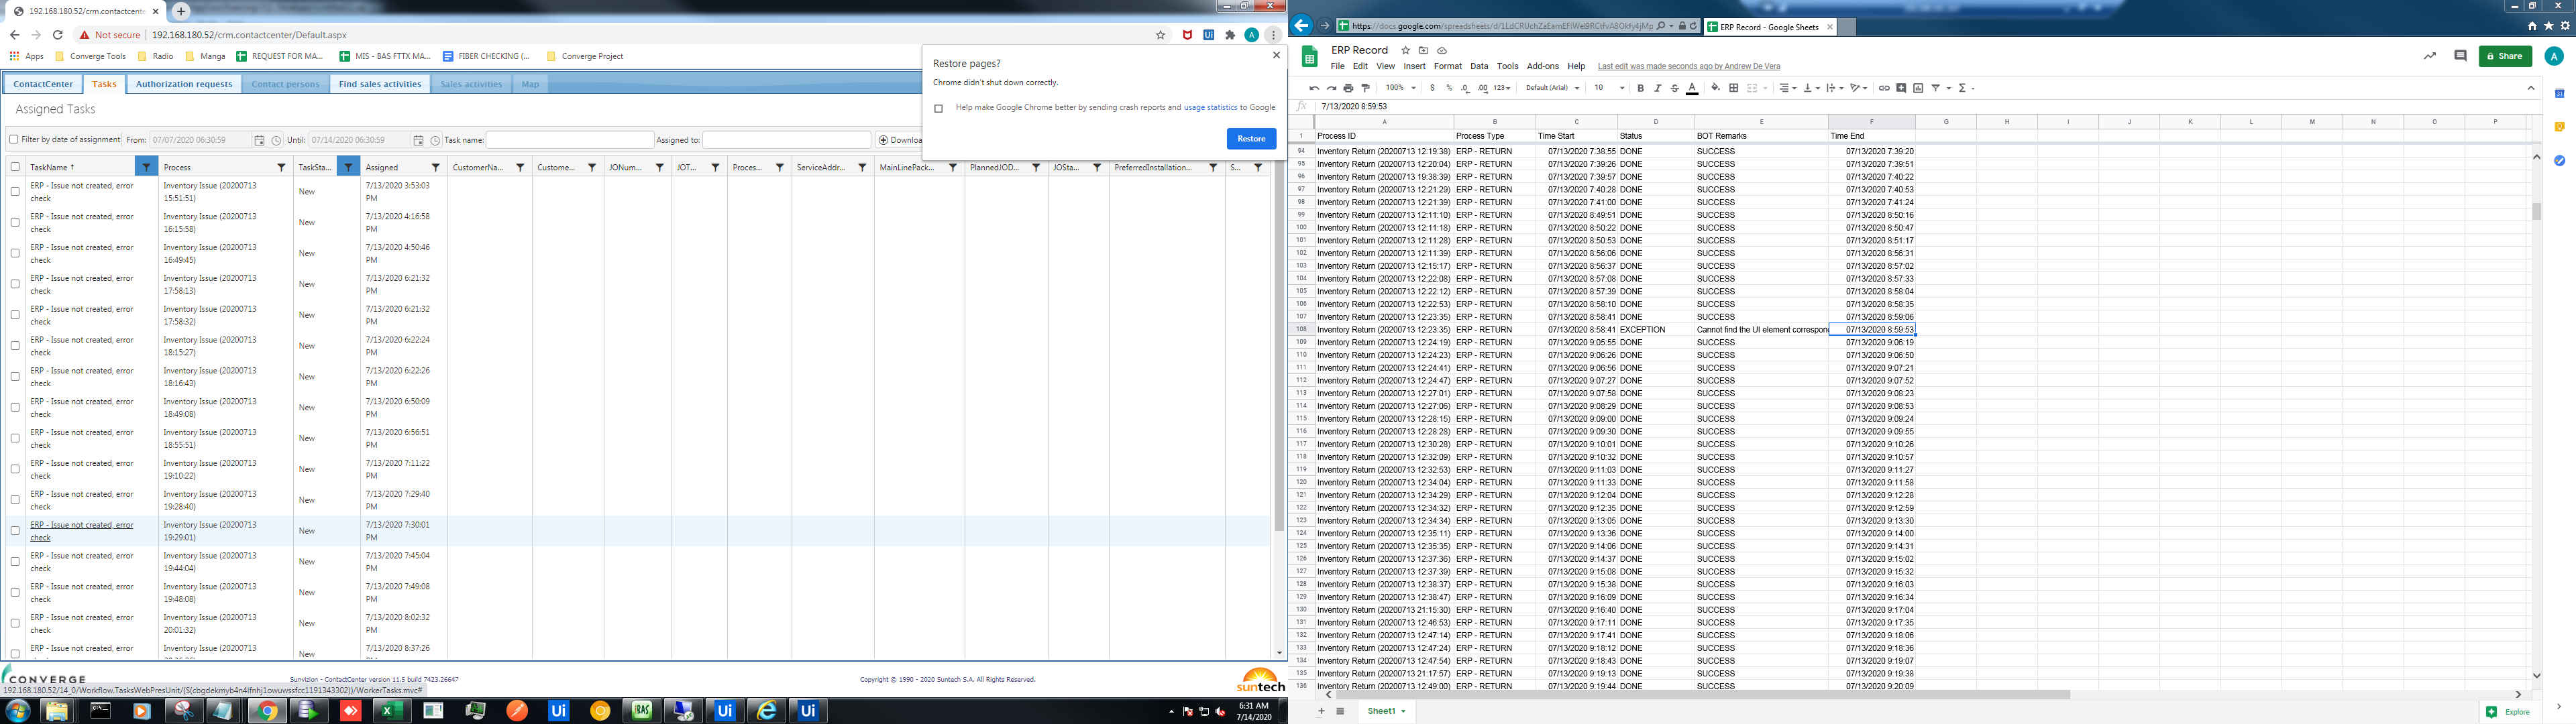 192.168.180.52/crm.contactcente
Not secure | 192.168.180.52/crm.contactcenter/Default.aspx
Apps Converge Tools Radio Manga REQUEST FOR MA... MIS - BAS FTTX MA... FIBER CHECKING (... Converge Project
ContactCenter Tasks Authorization requests Contact persons Find sales activities Sales activities Map
Restore pages?
Chrome didn't shut down correctly.
Help make Google Chrome better by sending crash reports and usage statistics to Google
Restore
Assigned Tasks
Filter by date of assignment From: 07/07/2020 06:30:59 Until: 07/14/2020 06:30:59 Task name: Assigned to: Downloa
TaskName ↑ Process TaskSta... Assigned CustomerNa... Custome... JONum... JOT... Proces... ServiceAddr... MainLinePack... PlannedJOD... JOSta... PreferredInstallation... S...
ERP - Issue not created, error check Inventory Issue (20200713 15:51:51) New 7/13/2020 3:53:03 PM
ERP - Issue not created, error check Inventory Issue (20200713 16:15:58) New 7/13/2020 4:16:58 PM
ERP - Issue not created, error check Inventory Issue (20200713 16:49:45) New 7/13/2020 4:50:46 PM
ERP - Issue not created, error check Inventory Issue (20200713 17:58:13) New 7/13/2020 6:21:32 PM
ERP - Issue not created, error check Inventory Issue (20200713 17:58:32) New 7/13/2020 6:21:32 PM
ERP - Issue not created, error check Inventory Issue (20200713 18:15:27) New 7/13/2020 6:22:24 PM
ERP - Issue not created, error check Inventory Issue (20200713 18:16:43) New 7/13/2020 6:22:26 PM
ERP - Issue not created, error check Inventory Issue (20200713 18:49:08) New 7/13/2020 6:50:09 PM
ERP - Issue not created, error check Inventory Issue (20200713 18:55:51) New 7/13/2020 6:56:51 PM
ERP - Issue not created, error check Inventory Issue (20200713 19:10:22) New 7/13/2020 7:11:22 PM
ERP - Issue not created, error check Inventory Issue (20200713 19:28:40) New 7/13/2020 7:29:40 PM
ERP - Issue not created, error check Inventory Issue (20200713 19:29:01) New 7/13/2020 7:30:01 PM
ERP - Issue not created, error check Inventory Issue (20200713 19:44:04) New 7/13/2020 7:45:04 PM
ERP - Issue not created, error check Inventory Issue (20200713 19:48:08) New 7/13/2020 7:49:08 PM
ERP - Issue not created, error check Inventory Issue (20200713 20:01:32) New 7/13/2020 8:02:32 PM
ERP - Issue not created, error Inventory Issue (20200713 New 7/13/2020 8:37:26
CONVERGE Sunvizion - ContactCenter version 11.5 build 7423.26647 Copyright © 1990 - 2020 Suntech S.A. All Rights Reserved. suntech
6:31 AM
7/14/2020
ERP Record - Google Sheets
ERP Record
File Edit View Insert Format Data Tools Add-ons Help Last edit was made seconds ago by Andrew De Vera
Share
100% $ % .0 .00 123 Default (Arial) 10 B I S A
fx 7/13/2020 8:59:53
A B C D E F G H I J K L M N O P
1 Process ID Process Type Time Start Status BOT Remarks Time End
94 Inventory Return (20200713 12:19:38) ERP - RETURN 07/13/2020 7:38:55 DONE SUCCESS 07/13/2020 7:39:20
95 Inventory Return (20200713 12:20:04) ERP - RETURN 07/13/2020 7:39:26 DONE SUCCESS 07/13/2020 7:39:51
96 Inventory Return (20200713 19:38:39) ERP - RETURN 07/13/2020 7:39:57 DONE SUCCESS 07/13/2020 7:40:22
97 Inventory Return (20200713 12:21:29) ERP - RETURN 07/13/2020 7:40:28 DONE SUCCESS 07/13/2020 7:40:53
98 Inventory Return (20200713 12:21:39) ERP - RETURN 07/13/2020 7:41:00 DONE SUCCESS 07/13/2020 7:41:24
99 Inventory Return (20200713 12:11:10) ERP - RETURN 07/13/2020 8:49:51 DONE SUCCESS 07/13/2020 8:50:16
100 Inventory Return (20200713 12:11:18) ERP - RETURN 07/13/2020 8:50:22 DONE SUCCESS 07/13/2020 8:50:47
101 Inventory Return (20200713 12:11:28) ERP - RETURN 07/13/2020 8:50:53 DONE SUCCESS 07/13/2020 8:51:17
102 Inventory Return (20200713 12:11:39) ERP - RETURN 07/13/2020 8:56:06 DONE SUCCESS 07/13/2020 8:56:31
103 Inventory Return (20200713 12:15:17) ERP - RETURN 07/13/2020 8:56:37 DONE SUCCESS 07/13/2020 8:57:02
104 Inventory Return (20200713 12:22:08) ERP - RETURN 07/13/2020 8:57:08 DONE SUCCESS 07/13/2020 8:57:33
105 Inventory Return (20200713 12:22:12) ERP - RETURN 07/13/2020 8:57:39 DONE SUCCESS 07/13/2020 8:58:04
106 Inventory Return (20200713 12:22:53) ERP - RETURN 07/13/2020 8:58:10 DONE SUCCESS 07/13/2020 8:58:35
107 Inventory Return (20200713 12:23:35) ERP - RETURN 07/13/2020 8:58:41 DONE SUCCESS 07/13/2020 8:59:06
108 Inventory Return (20200713 12:23:35) ERP - RETURN 07/13/2020 8:58:41 EXCEPTION Cannot find the UI element correspon 07/13/2020 8:59:53
109 Inventory Return (20200713 12:24:19) ERP - RETURN 07/13/2020 9:05:55 DONE SUCCESS 07/13/2020 9:06:19
110 Inventory Return (20200713 12:24:23) ERP - RETURN 07/13/2020 9:06:26 DONE SUCCESS 07/13/2020 9:06:50
111 Inventory Return (20200713 12:24:41) ERP - RETURN 07/13/2020 9:06:56 DONE SUCCESS 07/13/2020 9:07:21
112 Inventory Return (20200713 12:24:47) ERP - RETURN 07/13/2020 9:07:27 DONE SUCCESS 07/13/2020 9:07:52
113 Inventory Return (20200713 12:27:01) ERP - RETURN 07/13/2020 9:07:58 DONE SUCCESS 07/13/2020 9:08:23
114 Inventory Return (20200713 12:27:06) ERP - RETURN 07/13/2020 9:08:29 DONE SUCCESS 07/13/2020 9:08:53
115 Inventory Return (20200713 12:28:15) ERP - RETURN 07/13/2020 9:09:00 DONE SUCCESS 07/13/2020 9:09:24
116 Inventory Return (20200713 12:28:28) ERP - RETURN 07/13/2020 9:09:30 DONE SUCCESS 07/13/2020 9:09:55
117 Inventory Return (20200713 12:30:28) ERP - RETURN 07/13/2020 9:10:01 DONE SUCCESS 07/13/2020 9:10:26
118 Inventory Return (20200713 12:32:09) ERP - RETURN 07/13/2020 9:10:32 DONE SUCCESS 07/13/2020 9:10:57
119 Inventory Return (20200713 12:32:53) ERP - RETURN 07/13/2020 9:11:03 DONE SUCCESS 07/13/2020 9:11:27
120 Inventory Return (20200713 12:34:04) ERP - RETURN 07/13/2020 9:11:33 DONE SUCCESS 07/13/2020 9:11:58
121 Inventory Return (20200713 12:34:29) ERP - RETURN 07/13/2020 9:12:04 DONE SUCCESS 07/13/2020 9:12:28
122 Inventory Return (20200713 12:34:32) ERP - RETURN 07/13/2020 9:12:35 DONE SUCCESS 07/13/2020 9:12:59
123 Inventory Return (20200713 12:34:34) ERP - RETURN 07/13/2020 9:13:05 DONE SUCCESS 07/13/2020 9:13:30
124 Inventory Return (20200713 12:35:11) ERP - RETURN 07/13/2020 9:13:36 DONE SUCCESS 07/13/2020 9:14:00
125 Inventory Return (20200713 12:35:35) ERP - RETURN 07/13/2020 9:14:06 DONE SUCCESS 07/13/2020 9:14:31
126 Inventory Return (20200713 12:37:36) ERP - RETURN 07/13/2020 9:14:37 DONE SUCCESS 07/13/2020 9:15:02
127 Inventory Return (20200713 12:37:39) ERP - RETURN 07/13/2020 9:15:08 DONE SUCCESS 07/13/2020 9:15:32
128 Inventory Return (20200713 12:38:37) ERP - RETURN 07/13/2020 9:15:38 DONE SUCCESS 07/13/2020 9:16:03
129 Inventory Return (20200713 12:38:47) ERP - RETURN 07/13/2020 9:16:09 DONE SUCCESS 07/13/2020 9:16:34
130 Inventory Return (20200713 21:15:30) ERP - RETURN 07/13/2020 9:16:40 DONE SUCCESS 07/13/2020 9:17:04
131 Inventory Return (20200713 12:46:53) ERP - RETURN 07/13/2020 9:17:11 DONE SUCCESS 07/13/2020 9:17:35
132 Inventory Return (20200713 12:47:14) ERP - RETURN 07/13/2020 9:17:41 DONE SUCCESS 07/13/2020 9:18:06
133 Inventory Return (20200713 12:47:24) ERP - RETURN 07/13/2020 9:18:12 DONE SUCCESS 07/13/2020 9:18:36
134 Inventory Return (20200713 12:47:54) ERP - RETURN 07/13/2020 9:18:43 DONE SUCCESS 07/13/2020 9:19:07
135 Inventory Return (20200713 21:17:57) ERP - RETURN 07/13/2020 9:19:13 DONE SUCCESS 07/13/2020 9:19:38
136 Inventory Return (20200713 12:49:00) ERP - RETURN 07/13/2020 9:19:44 DONE SUCCESS 07/13/2020 9:20:09
Sheet1 Explore